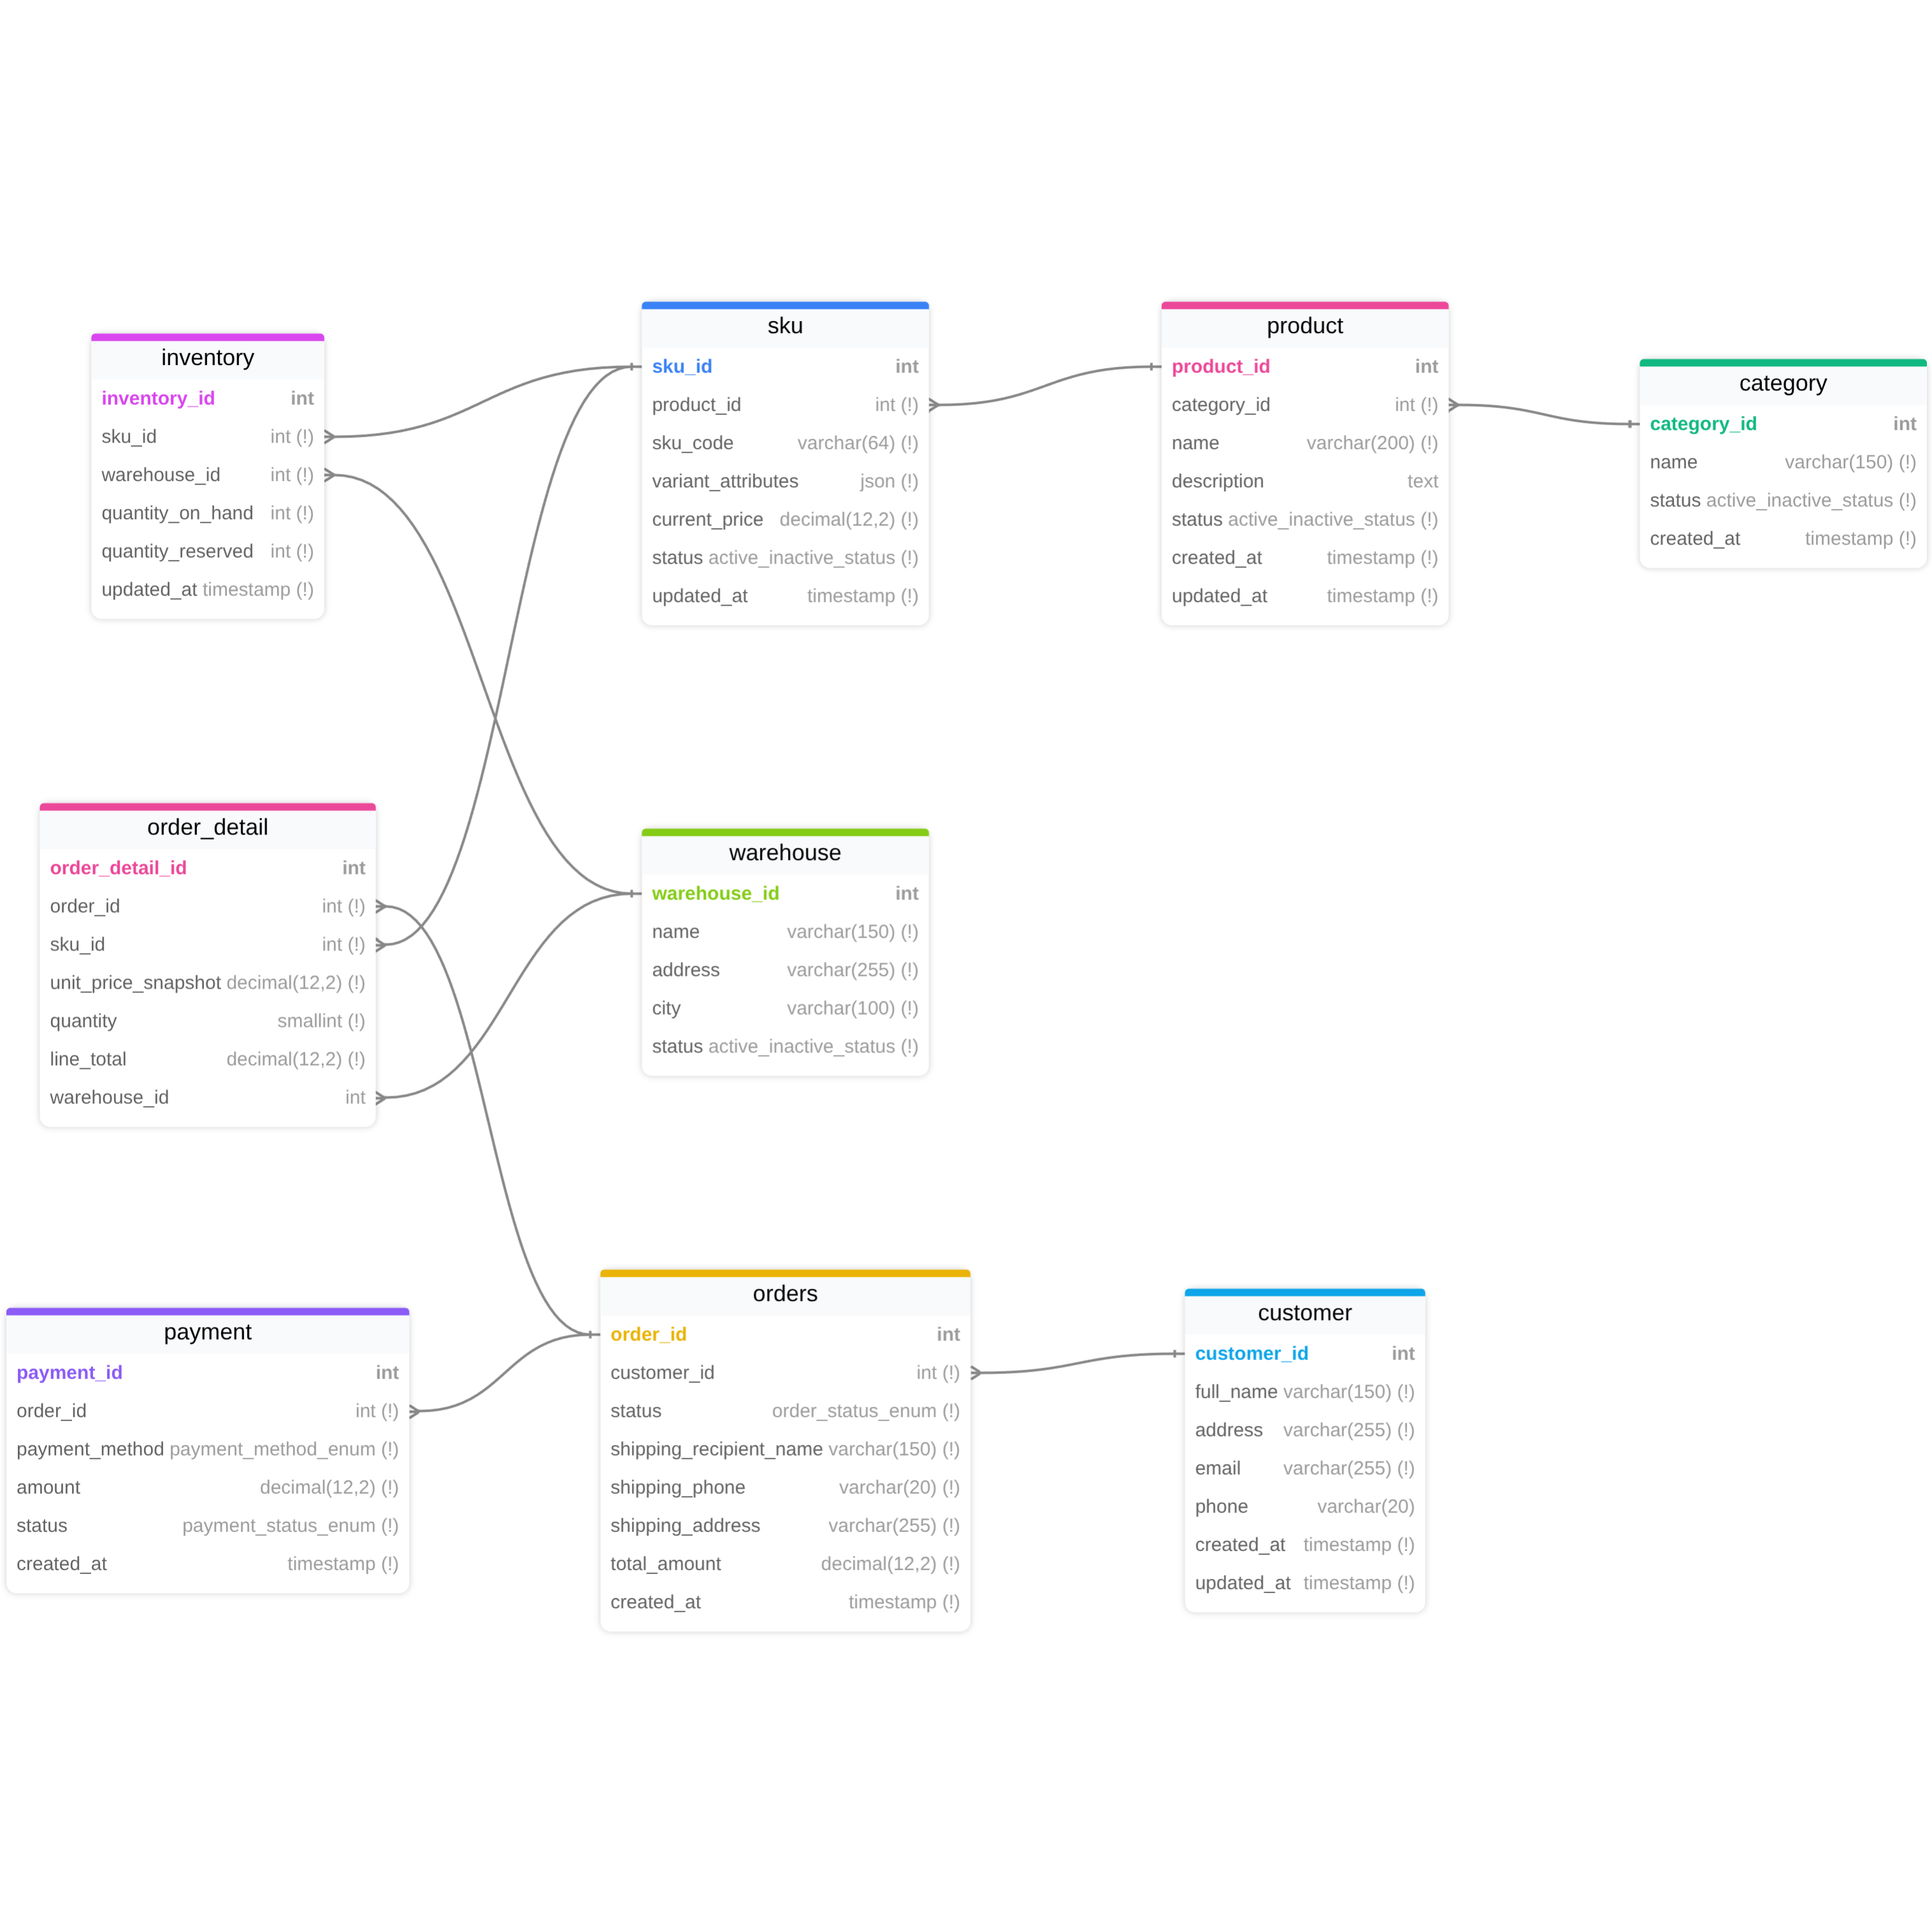 inventory
inventory_id int
sku_id int (!)
warehouse_id int (!)
quantity_on_hand int (!)
quantity_reserved int (!)
updated_at timestamp (!)
sku
sku_id int
product_id int (!)
sku_code varchar(64) (!)
variant_attributes json (!)
current_price decimal(12,2) (!)
status active_inactive_status (!)
updated_at timestamp (!)
product
product_id int
category_id int (!)
name varchar(200) (!)
description text
status active_inactive_status (!)
created_at timestamp (!)
updated_at timestamp (!)
category
category_id int
name varchar(150) (!)
status active_inactive_status (!)
created_at timestamp (!)
order_detail
order_detail_id int
order_id int (!)
sku_id int (!)
unit_price_snapshot decimal(12,2) (!)
quantity smallint (!)
line_total decimal(12,2) (!)
warehouse_id int
warehouse
warehouse_id int
name varchar(150) (!)
address varchar(255) (!)
city varchar(100) (!)
status active_inactive_status (!)
payment
payment_id int
order_id int (!)
payment_method payment_method_enum (!)
amount decimal(12,2) (!)
status payment_status_enum (!)
created_at timestamp (!)
orders
order_id int
customer_id int (!)
status order_status_enum (!)
shipping_recipient_name varchar(150) (!)
shipping_phone varchar(20) (!)
shipping_address varchar(255) (!)
total_amount decimal(12,2) (!)
created_at timestamp (!)
customer
customer_id int
full_name varchar(150) (!)
address varchar(255) (!)
email varchar(255) (!)
phone varchar(20)
created_at timestamp (!)
updated_at timestamp (!)